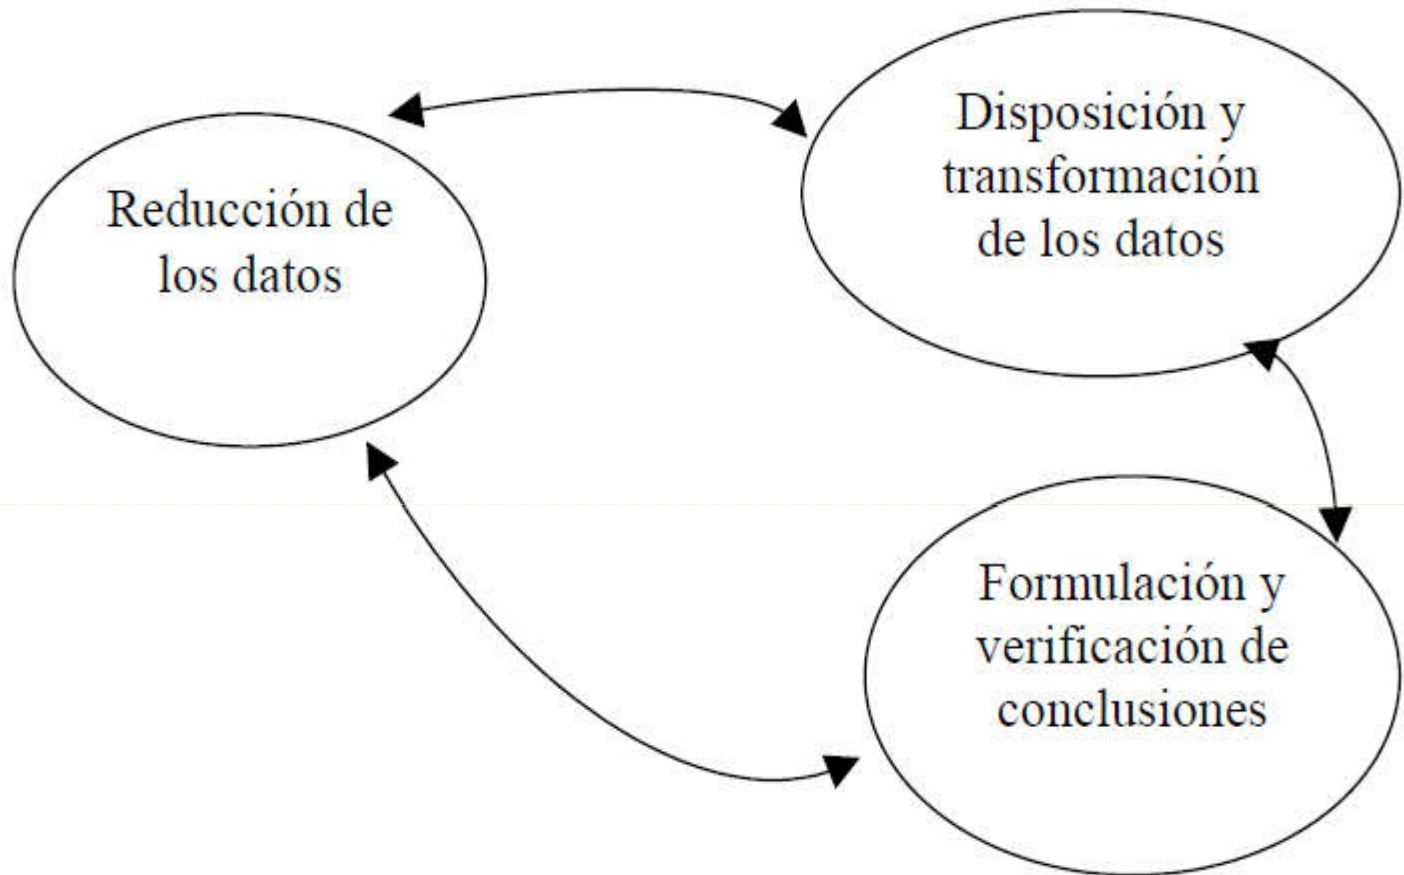 Reducción de
los datos
Disposición y
transformación
de los datos
Formulación y
verificación de
conclusiones